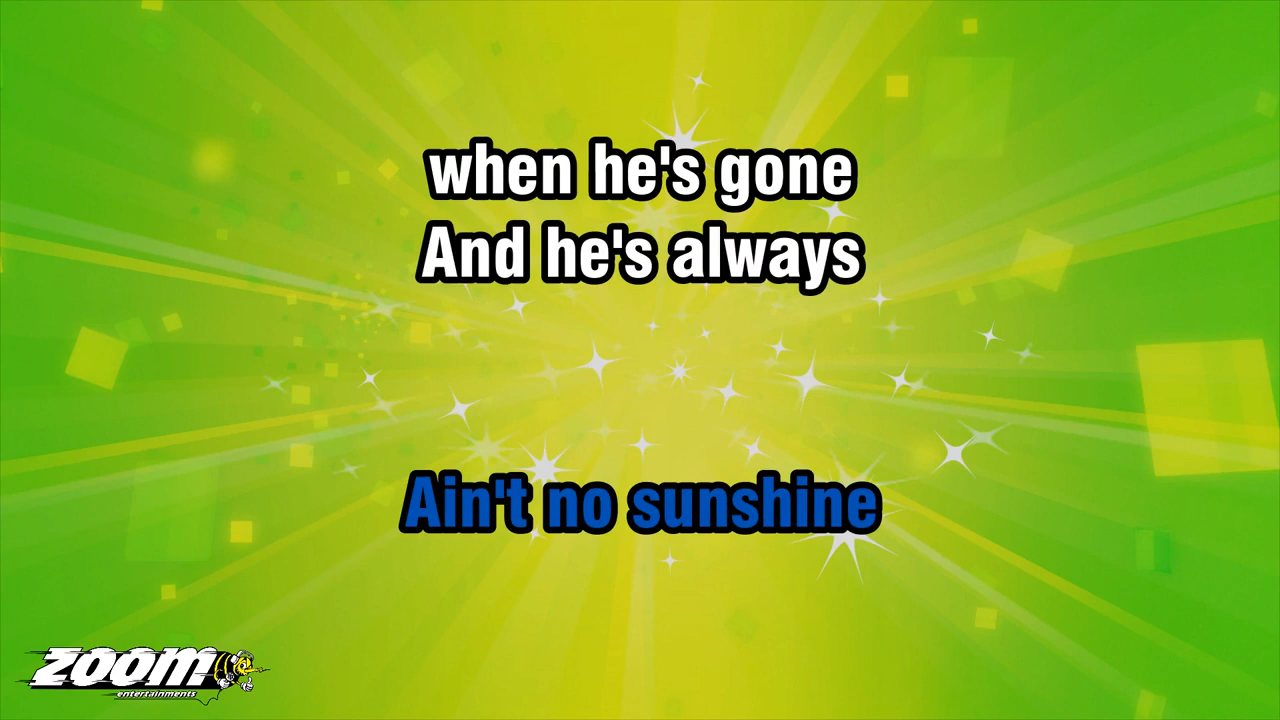 when he's gone
And he's always
Ain't no sunshine
zoom
entertainments